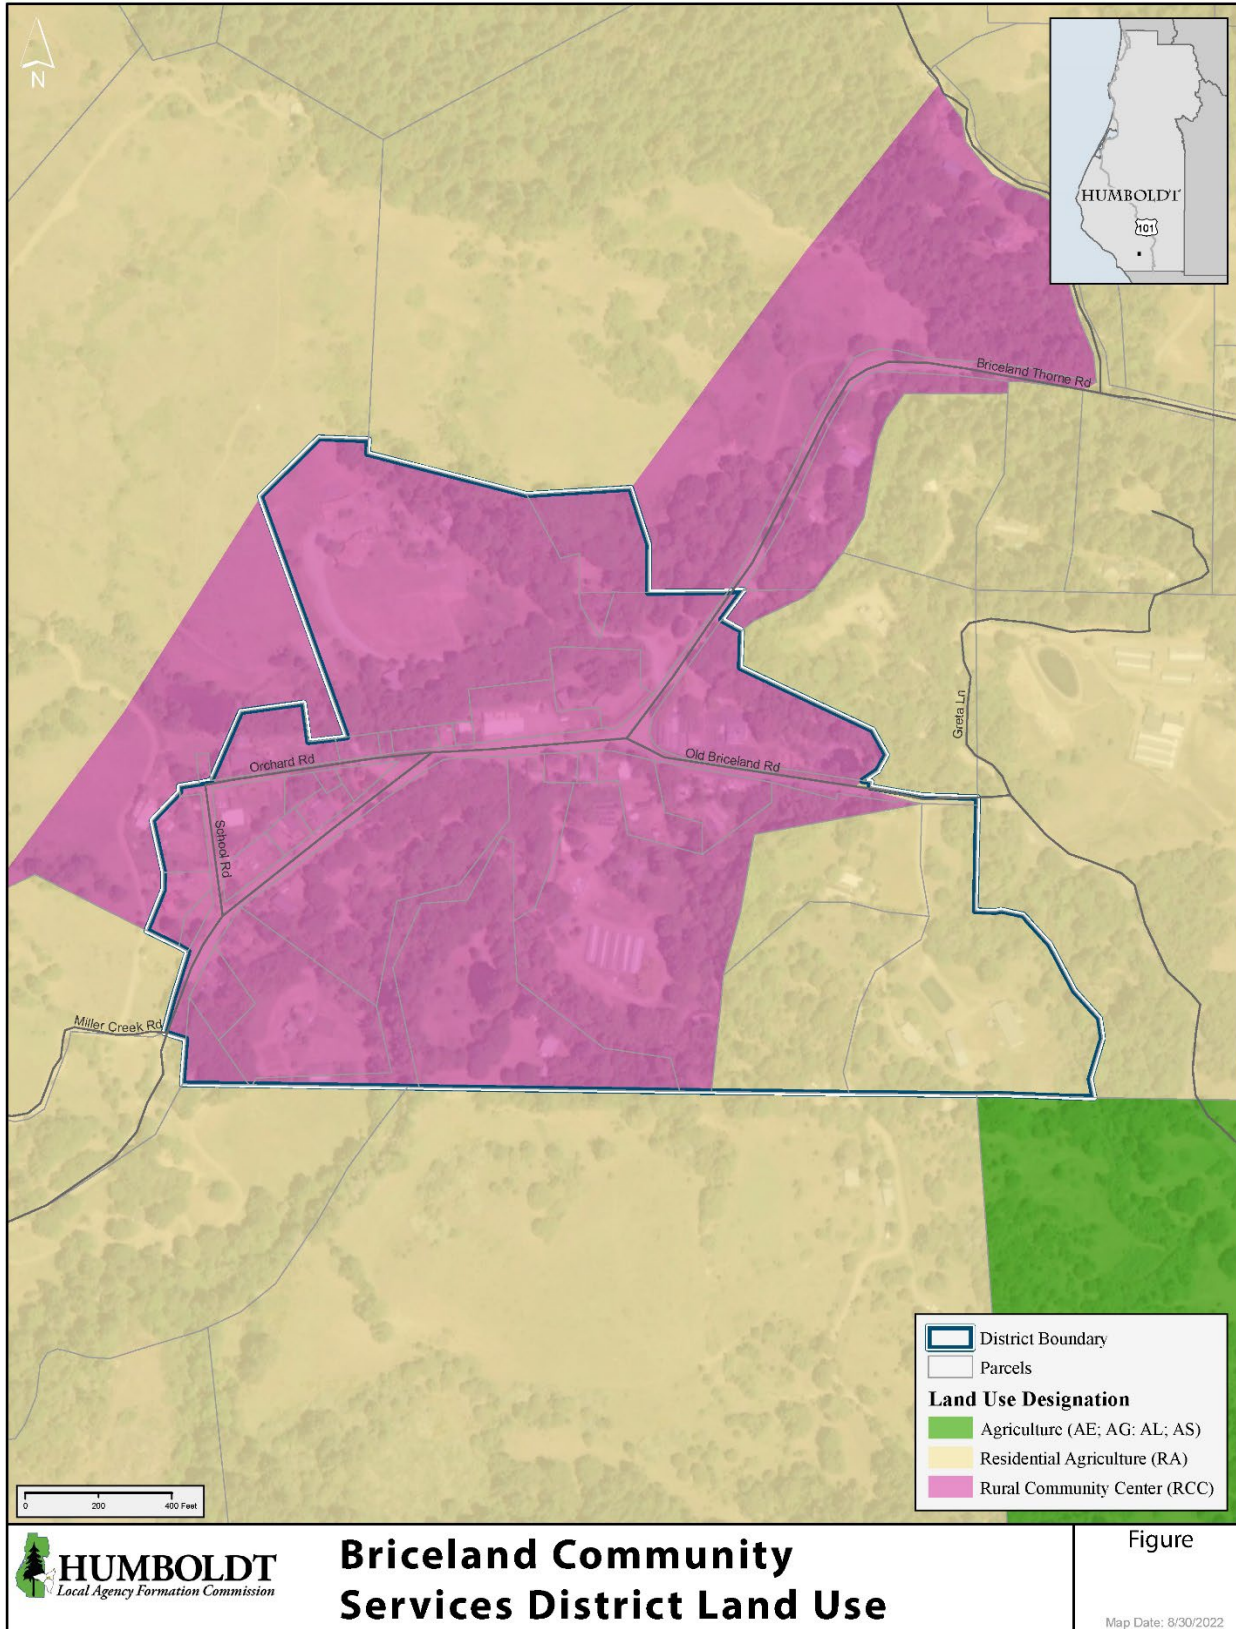 N
HUMBOLDT
101
Briceland Thorne Rd
Greta Ln
Old Briceland Rd
Orchard Rd
School Rd
Miller Creek Rd
District Boundary
Parcels
Land Use Designation
Agriculture (AE; AG: AL; AS)
Residential Agriculture (RA)
Rural Community Center (RCC)
0 200 400 Feet
HUMBOLDT
Local Agency Formation Commission
Briceland Community
Services District Land Use
Figure
Map Date: 8/30/2022